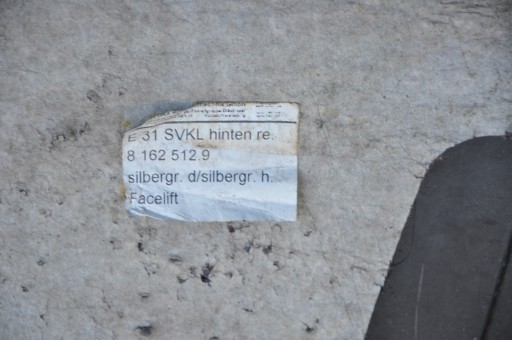 E 31 SVKL hinten re.
8 162 512.9
silbergr. d/silbergr. h.
Facelift